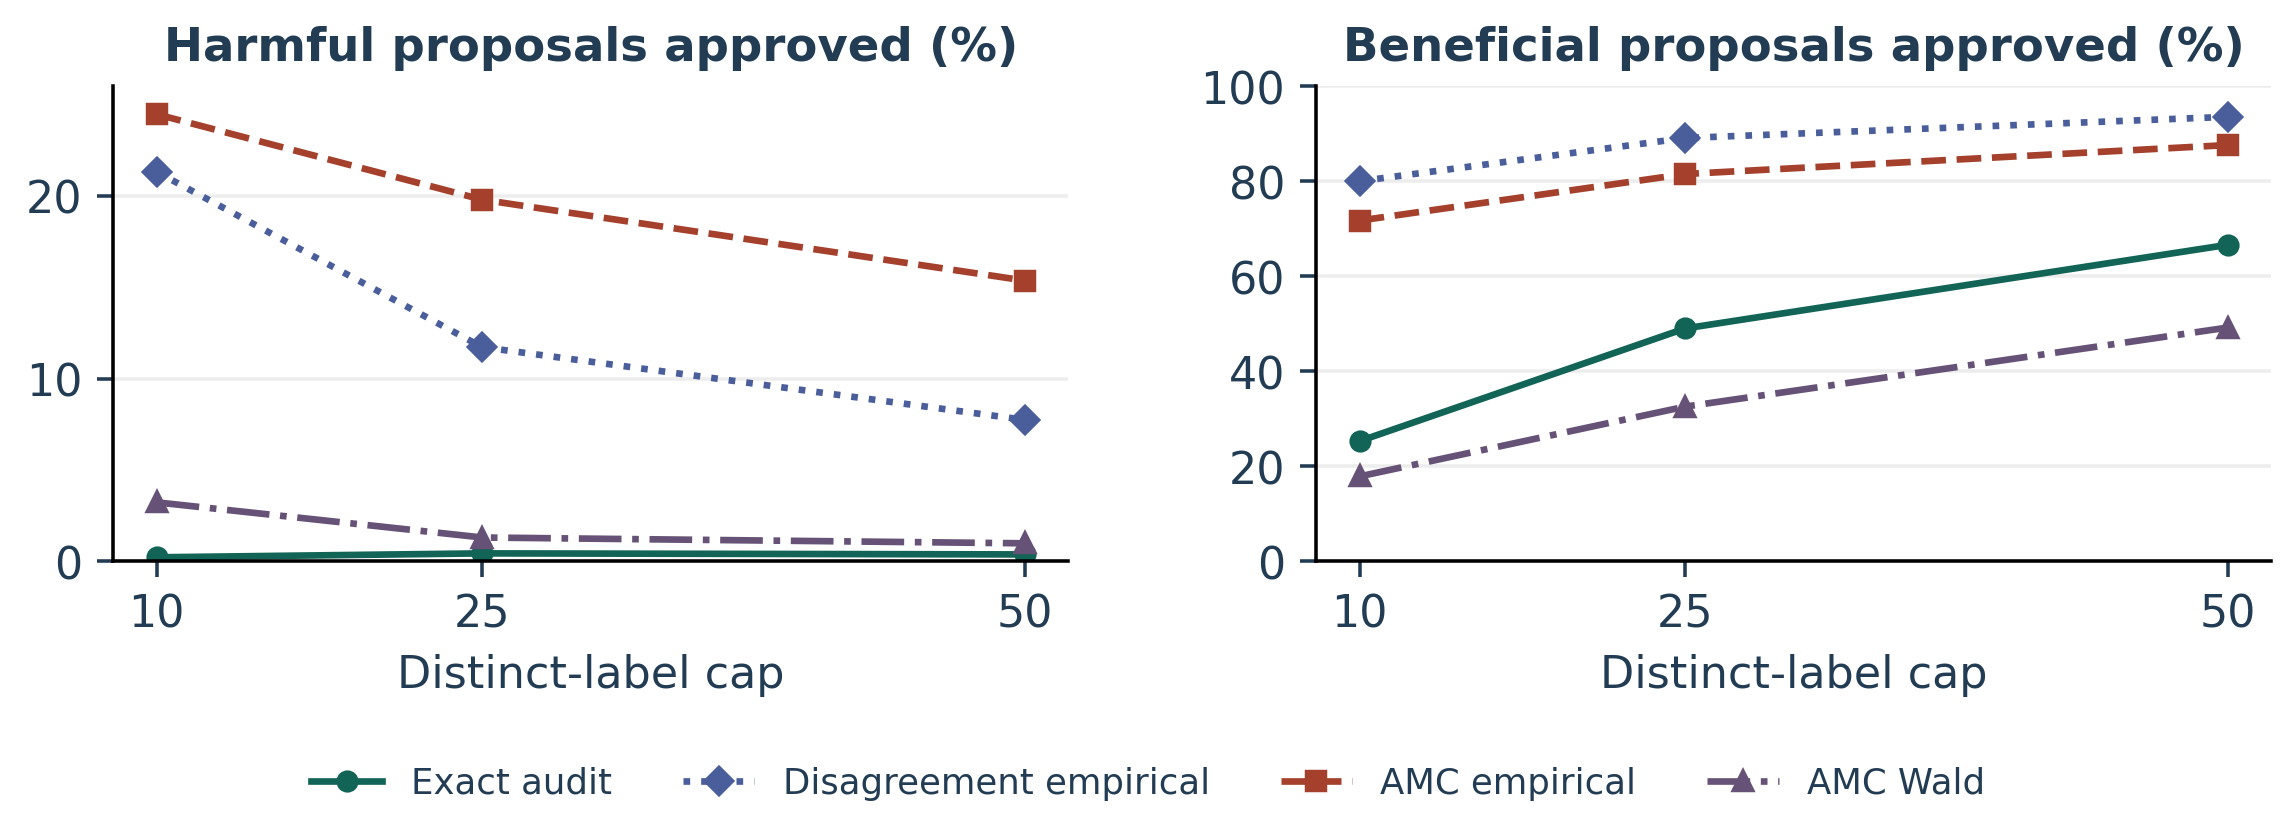 Harmful proposals approved (%)
20
10
0
10 25 50
Distinct-label cap
Beneficial proposals approved (%)
100
80
60
40
20
0
10 25 50
Distinct-label cap
Exact audit Disagreement empirical AMC empirical AMC Wald